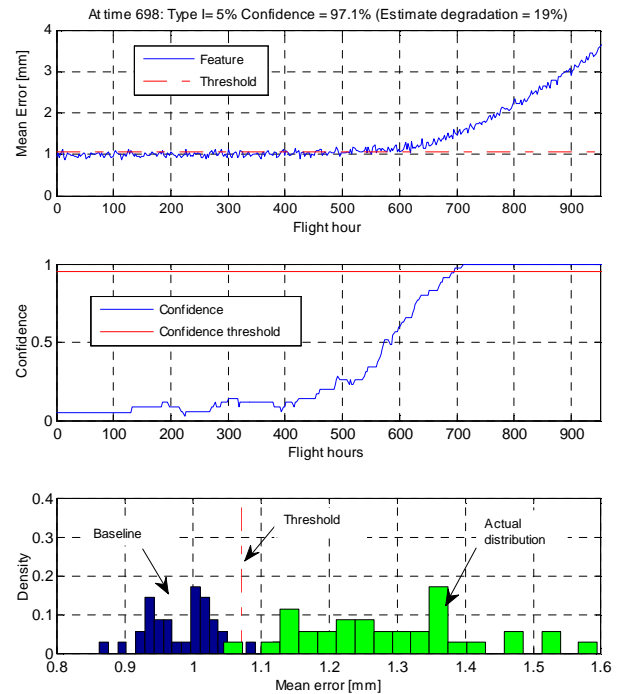 At time 698: Type I= 5% Confidence = 97.1% (Estimate degradation = 19%)
4
3
2
1
0
Mean Error [mm]
Feature
Threshold
0 100 200 300 400 500 600 700 800 900
Flight hour
1
0.5
0
Confidence
Confidence
Confidence threshold
0 100 200 300 400 500 600 700 800 900
Flight hours
0.4
0.3
0.2
0.1
0
Density
Baseline
Threshold
Actual
distribution
0.8 0.9 1 1.1 1.2 1.3 1.4 1.5 1.6
Mean error [mm]